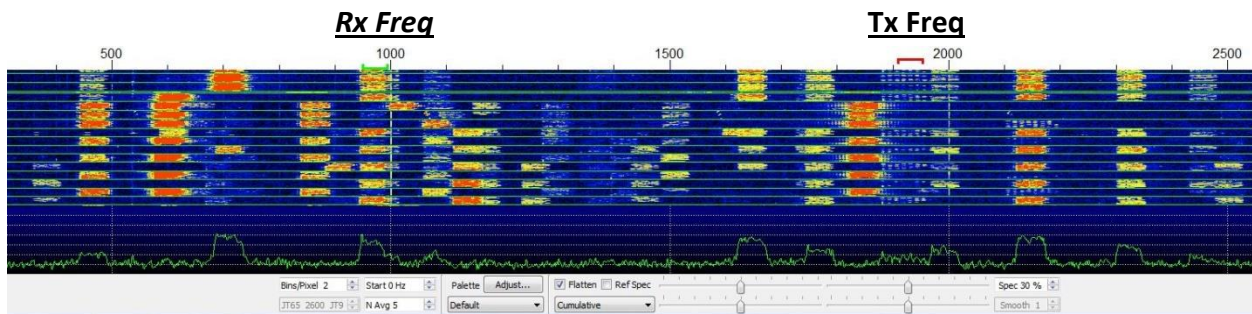 Rx Freq Tx Freq
500 1000 1500 2000 2500
Bins/Pixel 2 Start 0 Hz Palette Adjust... Flatten Ref Spec Spec 30 %
JT65 2600 JT9 N Avg 5 Default Cumulative Smooth 1